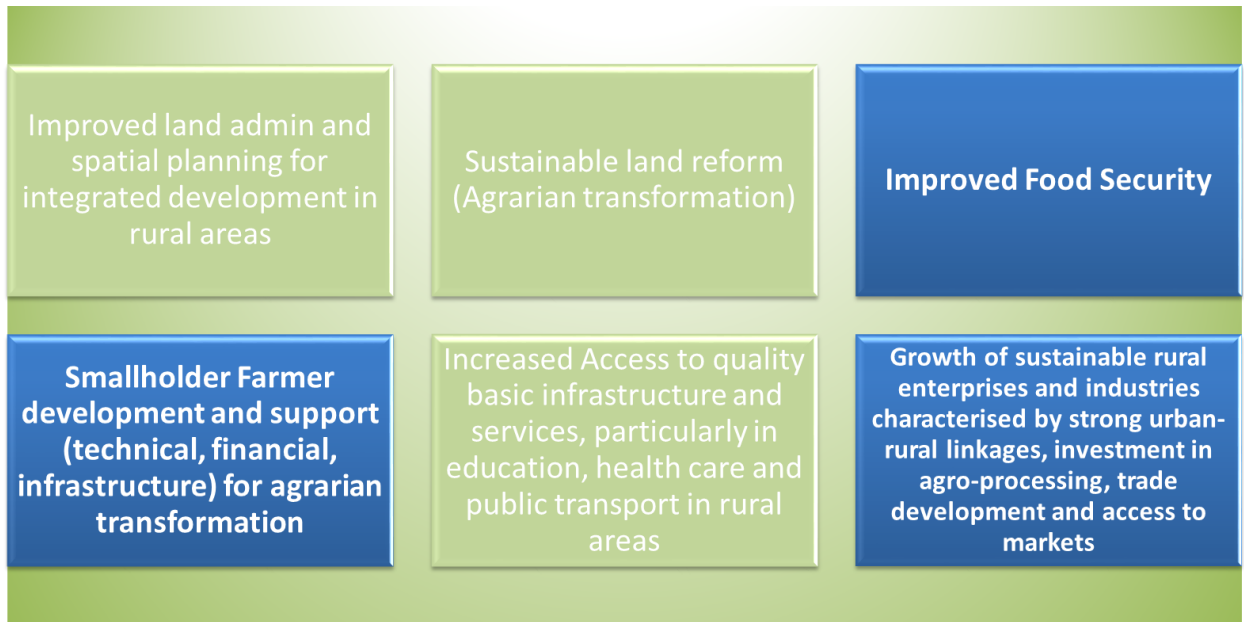 Improved land admin and
spatial planning for
integrated development in
rural areas
Sustainable land reform
(Agrarian transformation)
Improved Food Security
Smallholder Farmer
development and support
(technical, financial,
infrastructure) for agrarian
transformation
Increased Access to quality
basic infrastructure and
services, particularly in
education, health care and
public transport in rural
areas
Growth of sustainable rural
enterprises and industries
characterised by strong urban-
rural linkages, investment in
agro-processing, trade
development and access to
markets